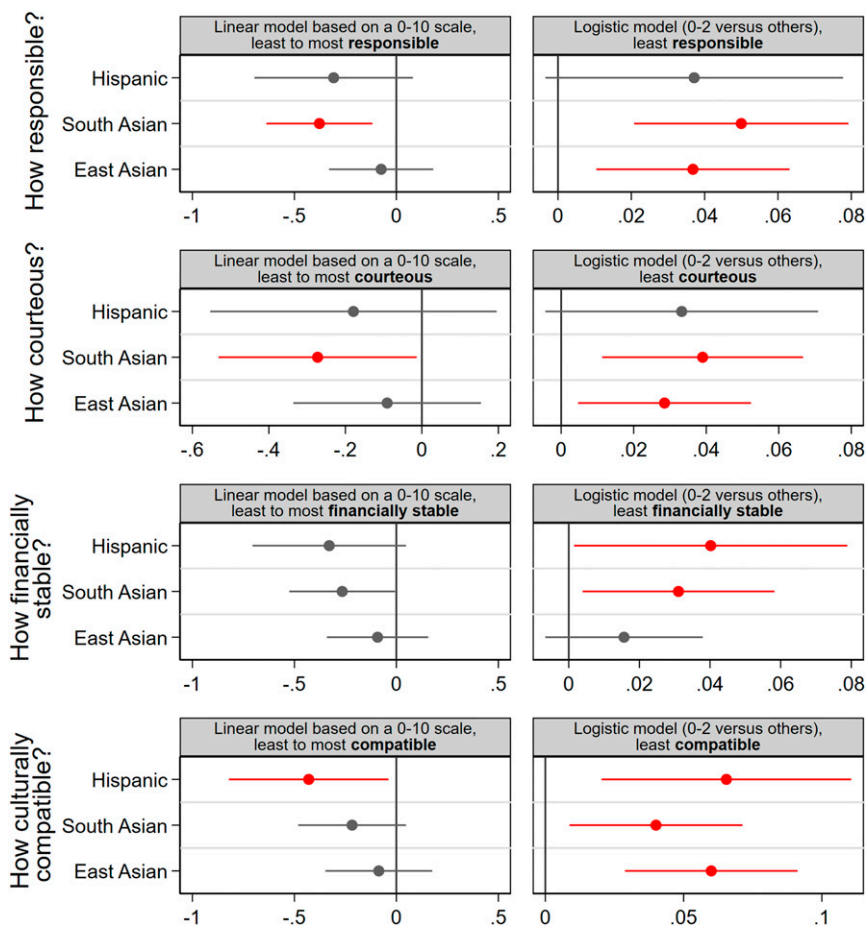 How responsible?
Linear model based on a 0-10 scale,
least to most responsible
Logistic model (0-2 versus others),
least responsible
Hispanic
South Asian
East Asian
-1 -.5 0 .5
0 .02 .04 .06 .08
How courteous?
Linear model based on a 0-10 scale,
least to most courteous
Logistic model (0-2 versus others),
least courteous
Hispanic
South Asian
East Asian
-.6 -.4 -.2 0 .2
0 .02 .04 .06 .08
How financially
stable?
Linear model based on a 0-10 scale,
least to most financially stable
Logistic model (0-2 versus others),
least financially stable
Hispanic
South Asian
East Asian
-1 -.5 0 .5
0 .02 .04 .06 .08
How culturally
compatible?
Linear model based on a 0-10 scale,
least to most compatible
Logistic model (0-2 versus others),
least compatible
Hispanic
South Asian
East Asian
-1 -.5 0 .5
0 .05 .1